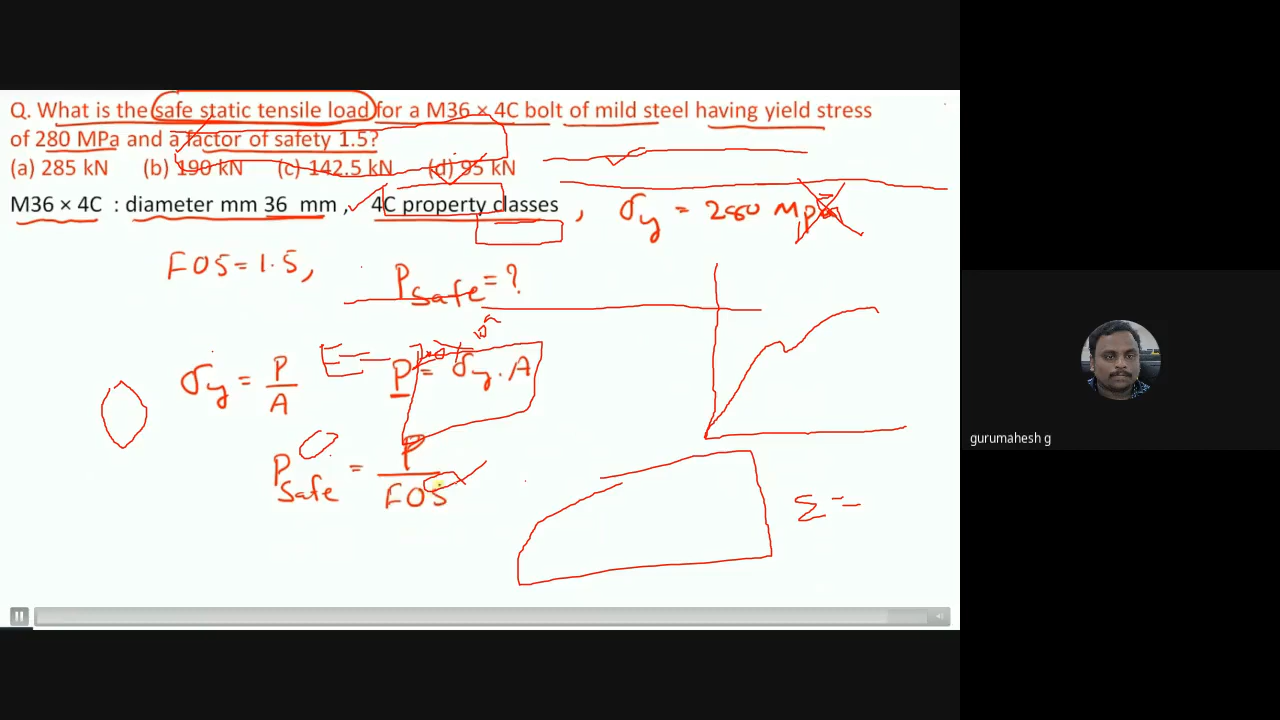 Q. What is the safe static tensile load for a M36 × 4C bolt of mild steel having yield stress
of 280 MPa and a factor of safety 1.5?
(a) 285 kN (b) 190 kN (c) 142.5 kN (d) 95 kN
M36 × 4C : diameter mm 36 mm , 4C property classes , σy = 280 Mpa
FOS = 1.5, Psafe = ?
σy = P/A P = σy . A
Psafe = P/FOS
Σ =
gurumahesh g